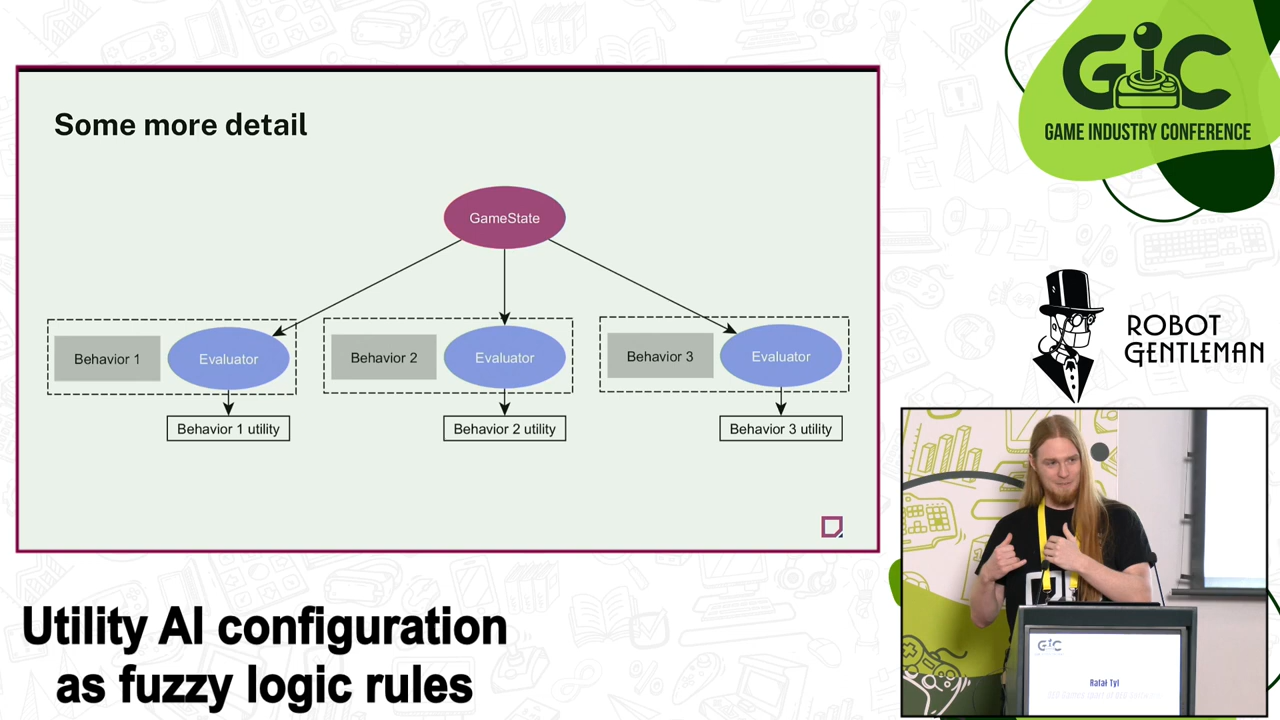 Some more detail
GameState
Behavior 1
Evaluator
Behavior 2
Evaluator
Behavior 3
Evaluator
Behavior 1 utility
Behavior 2 utility
Behavior 3 utility
GIC
GAME INDUSTRY CONFERENCE
ROBOT
GENTLEMAN
GIC
Rafał Tyl
Utility AI configuration
as fuzzy logic rules